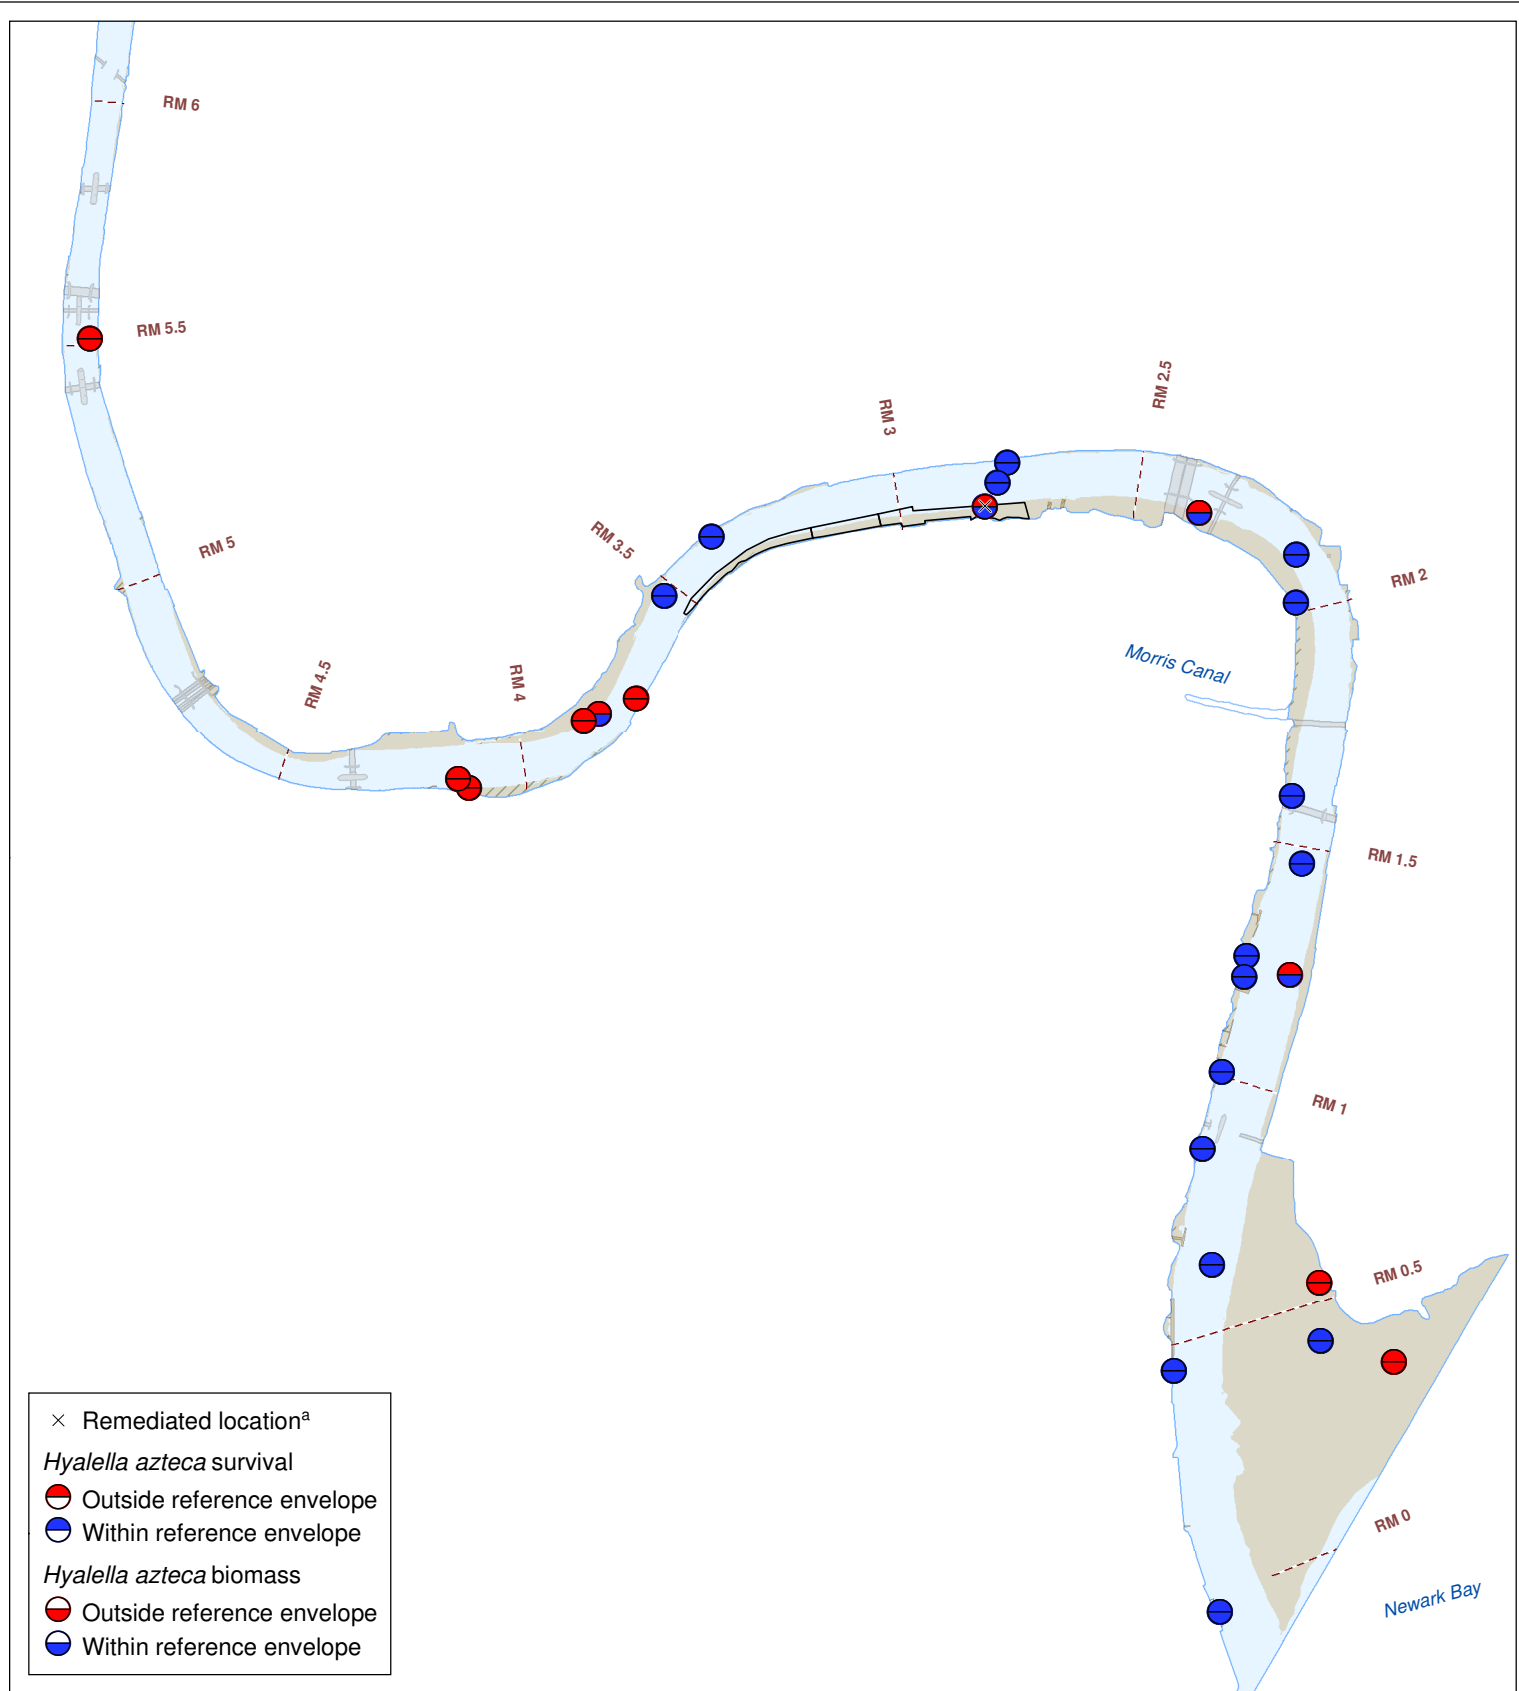 RM 6
RM 5.5
RM 2.5
RM 3
RM 3.5
RM 5
RM 2
Morris Canal
RM 4.5
RM 4
RM 1.5
RM 1
RM 0.5
RM 0
Newark Bay
Remediated locationa
Hyalella azteca survival
Outside reference envelope
Within reference envelope
Hyalella azteca biomass
Outside reference envelope
Within reference envelope